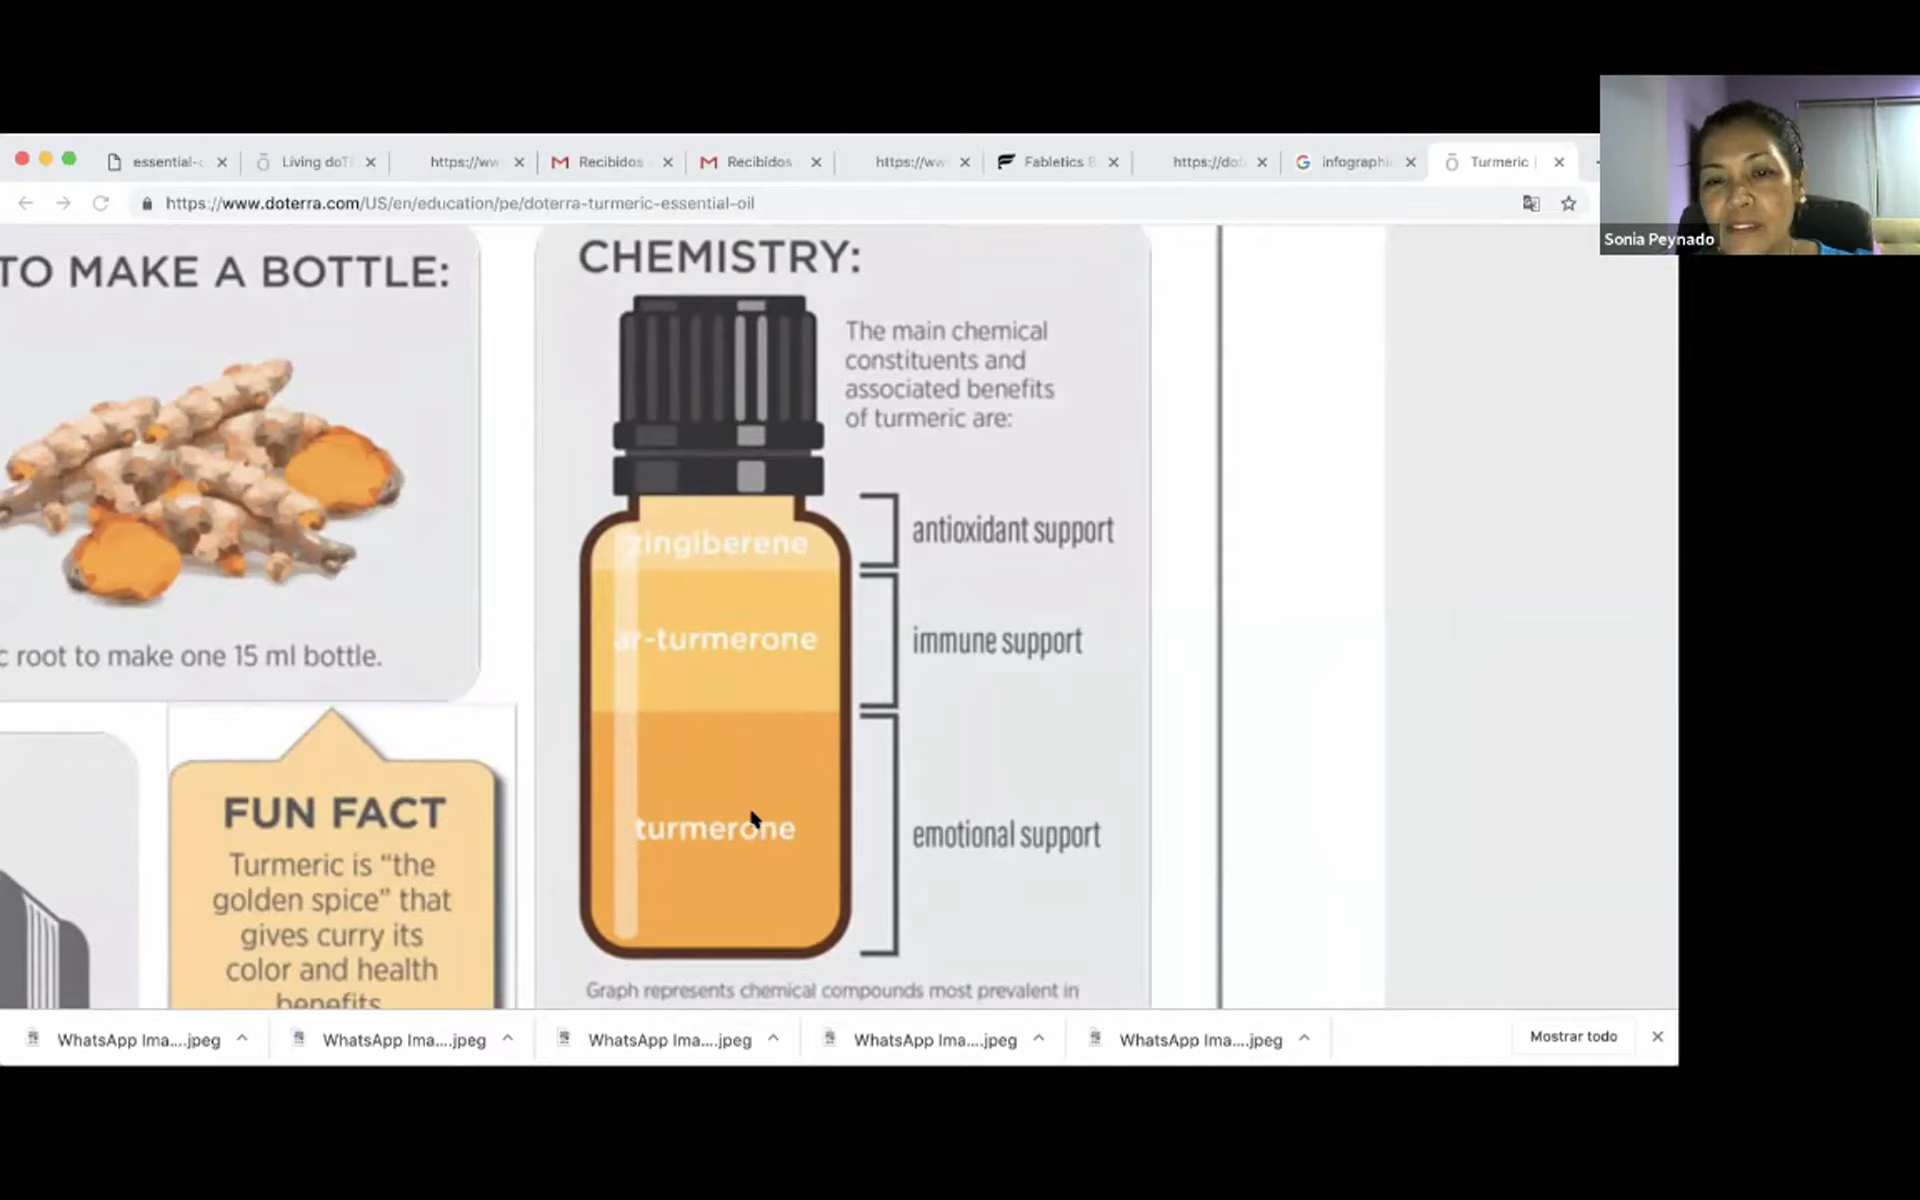 essential-c
Living doT
https://ww
Recibidos
Recibidos
https://ww
Fabletics
https://dot
infographi
Turmeric |
https://www.doterra.com/US/en/education/pe/doterra-turmeric-essential-oil
Sonia Peynado
TO MAKE A BOTTLE:
c root to make one 15 ml bottle.
FUN FACT
Turmeric is “the
golden spice” that
gives curry its
color and health
benefits
CHEMISTRY:
The main chemical
constituents and
associated benefits
of turmeric are:
zingiberene
antioxidant support
ar-turmerone
immune support
turmerone
emotional support
Graph represents chemical compounds most prevalent in
WhatsApp Ima....jpeg
WhatsApp Ima....jpeg
WhatsApp Ima....jpeg
WhatsApp Ima....jpeg
WhatsApp Ima....jpeg
Mostrar todo